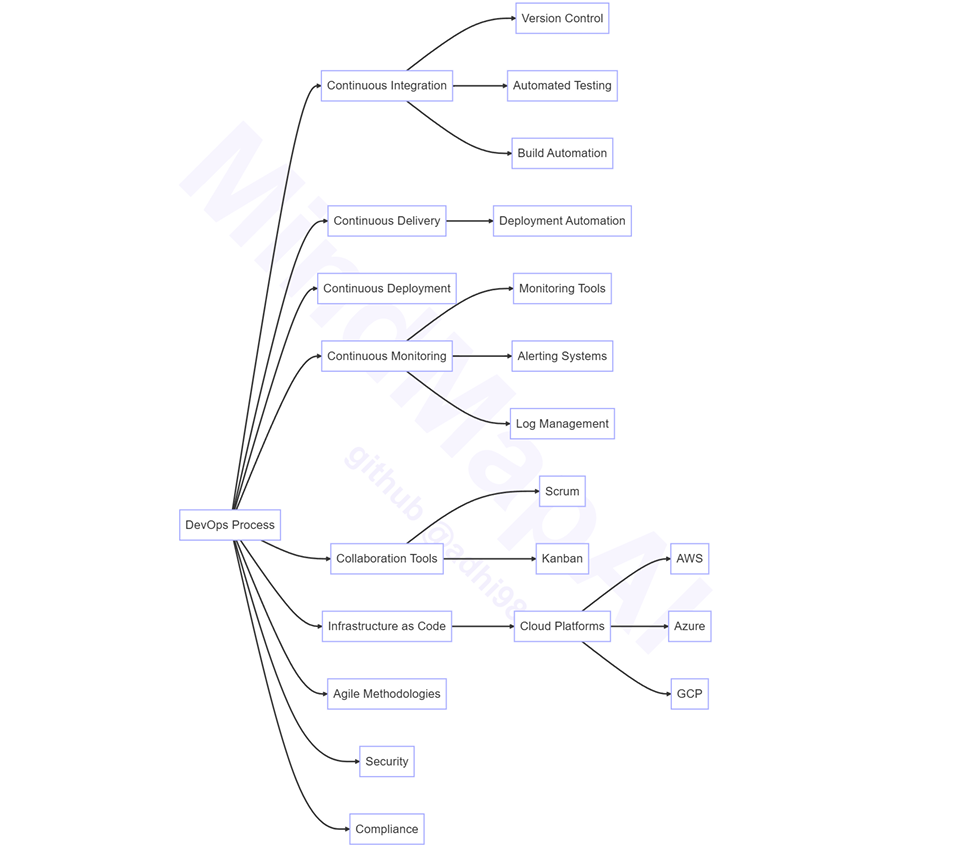 Version Control
Continuous Integration
Automated Testing
Build Automation
Continuous Delivery
Deployment Automation
Continuous Deployment
Monitoring Tools
Continuous Monitoring
Alerting Systems
Log Management
Scrum
DevOps Process
Collaboration Tools
Kanban
AWS
Infrastructure as Code
Cloud Platforms
Azure
Agile Methodologies
GCP
Security
Compliance
MindMapAI
github @adhi98